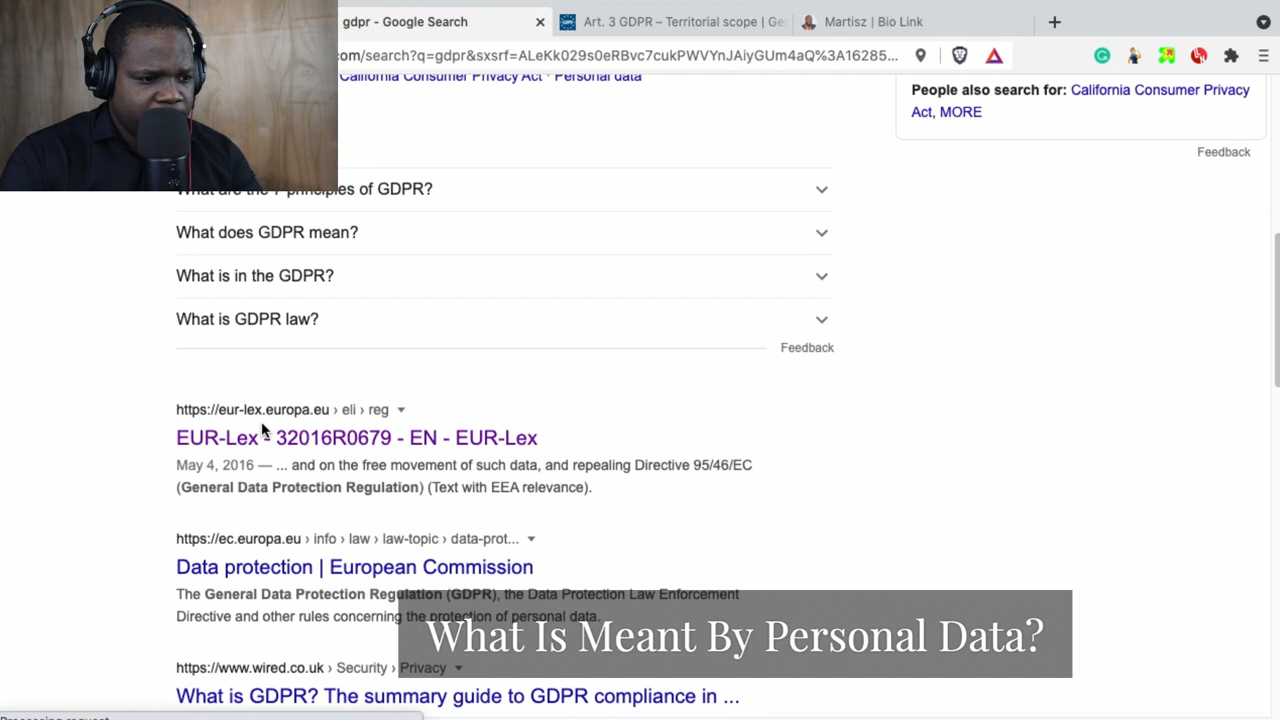 gdpr - Google Search
Art. 3 GDPR – Territorial scope | Ge
Martisz | Bio Link
com/search?q=gdpr&sxsrf=ALeKk029s0eRBvc7cukPWVYnJAiyGUm4aQ%3A16285...
California Consumer Privacy Act · Personal data
People also search for: California Consumer Privacy
Act, MORE
Feedback
What are the 7 principles of GDPR?
What does GDPR mean?
What is in the GDPR?
What is GDPR law?
Feedback
https://eur-lex.europa.eu › eli › reg
EUR-Lex - 32016R0679 - EN - EUR-Lex
May 4, 2016 — ... and on the free movement of such data, and repealing Directive 95/46/EC
(General Data Protection Regulation) (Text with EEA relevance).
https://ec.europa.eu › info › law › law-topic › data-prot...
Data protection | European Commission
The General Data Protection Regulation (GDPR), the Data Protection Law Enforcement
Directive and other rules concerning the protection of personal data.
What Is Meant By Personal Data?
https://www.wired.co.uk › Security › Privacy
What is GDPR? The summary guide to GDPR compliance in ...